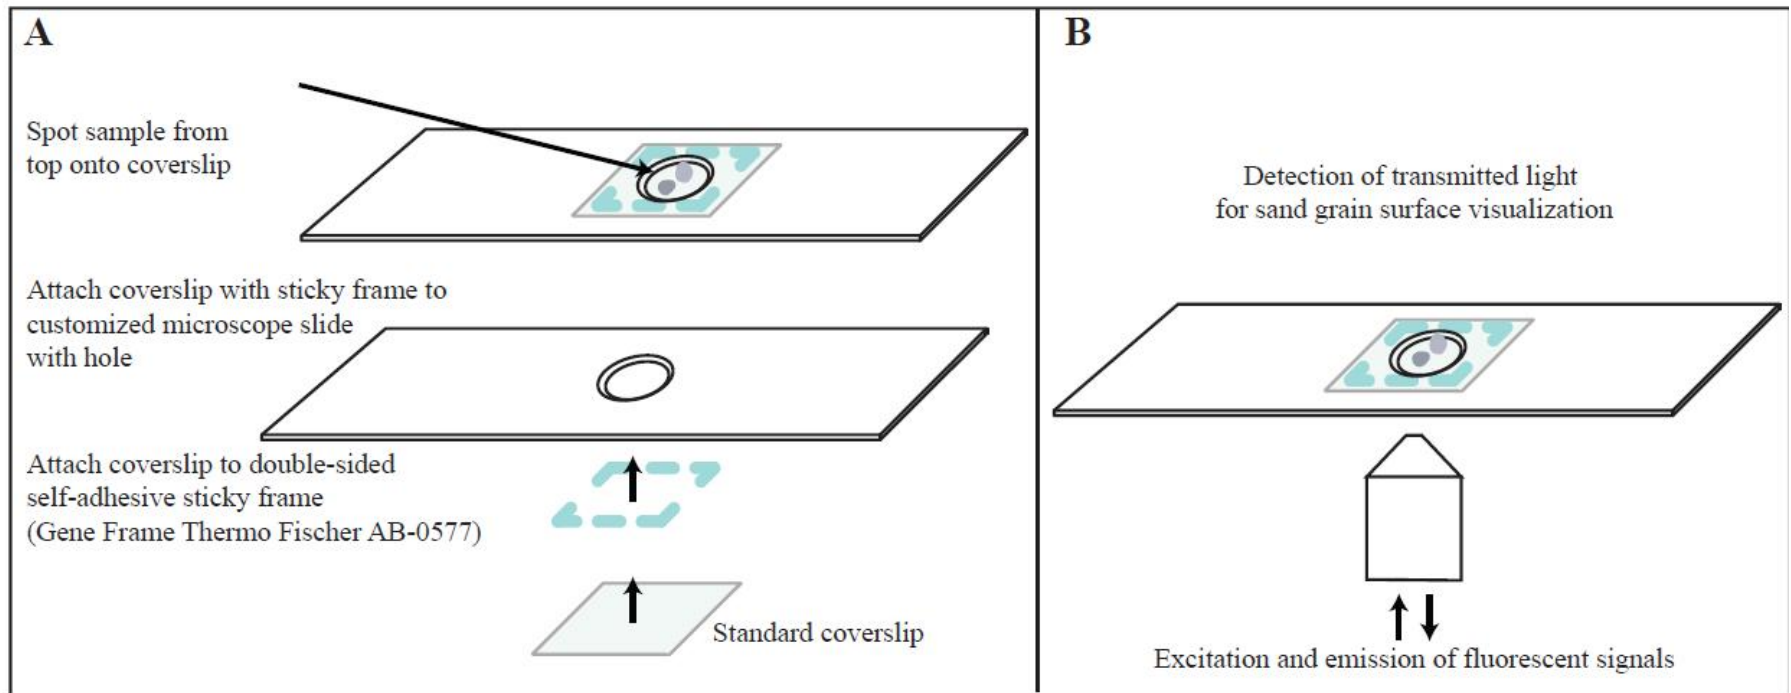 A
Spot sample from
top onto coverslip
Attach coverslip with sticky frame to
customized microscope slide
with hole
Attach coverslip to double-sided
self-adhesive sticky frame
(Gene Frame Thermo Fischer AB-0577)
Standard coverslip
B
Detection of transmitted light
for sand grain surface visualization
Excitation and emission of fluorescent signals